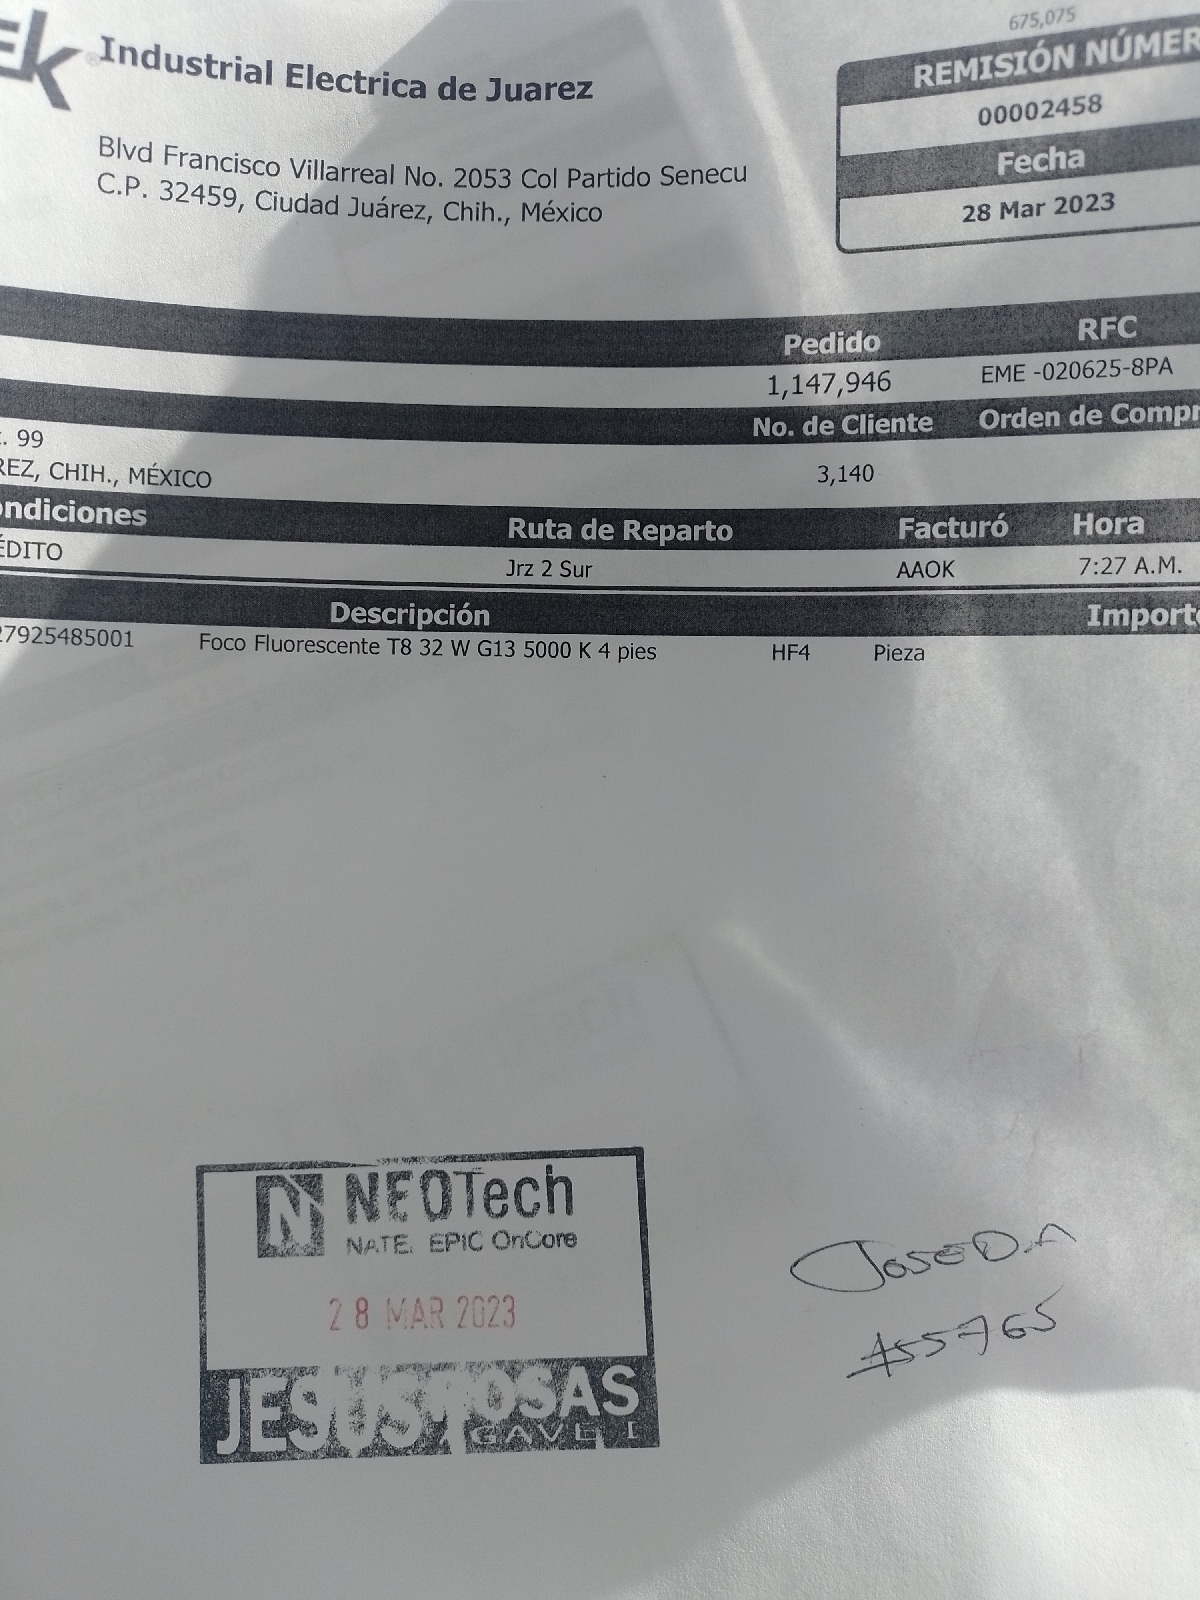 675,075
Industrial Electrica de Juarez
REMISIÓN NÚMER
00002458
Blvd Francisco Villarreal No. 2053 Col Partido Senecu
C.P. 32459, Ciudad Juárez, Chih., México
Fecha
28 Mar 2023
Pedido RFC
1,147,946 EME -020625-8PA
No. de Cliente Orden de Compr
. 99
REZ, CHIH., MÉXICO 3,140
ondiciones Ruta de Reparto Facturó Hora
ÉDITO Jrz 2 Sur AAOK 7:27 A.M.
Descripción Importe
27925485001 Foco Fluorescente T8 32 W G13 5000 K 4 pies HF4 Pieza
N NEOTech
NATE. EPIC OnCore
28 MAR 2023
JESUS ROSAS
JOSE D.A